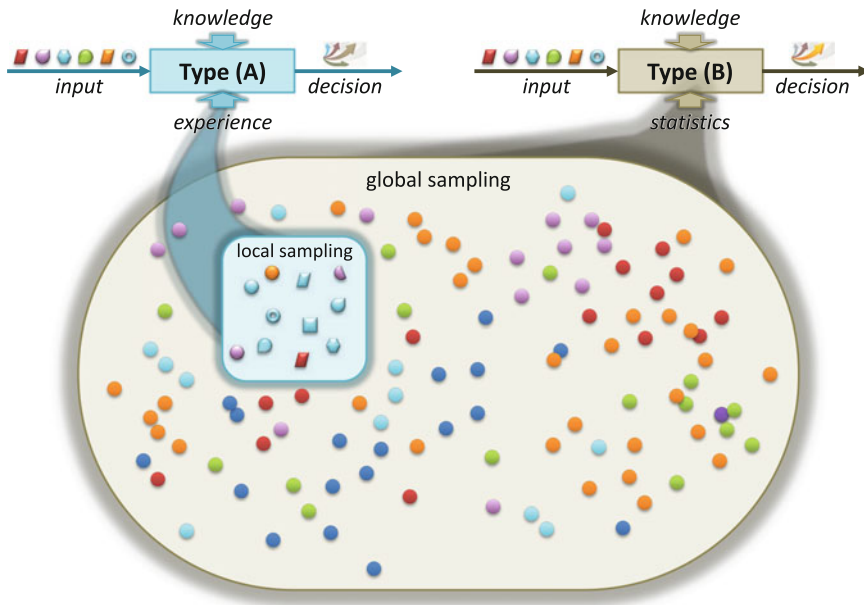 knowledge
Type (A)
input
decision
experience
knowledge
Type (B)
input
decision
statistics
global sampling
local sampling